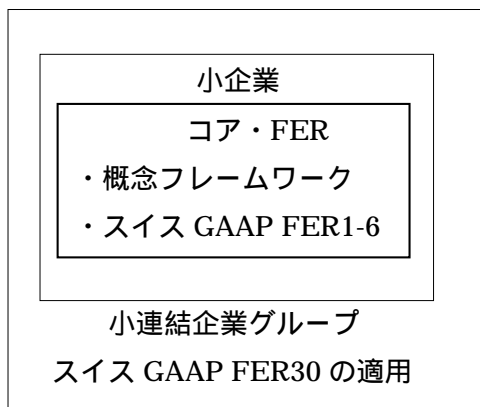 小企業
コア・FER
・概念フレームワーク
・スイス GAAP FER1-6
小連結企業グループ
スイス GAAP FER30 の適用